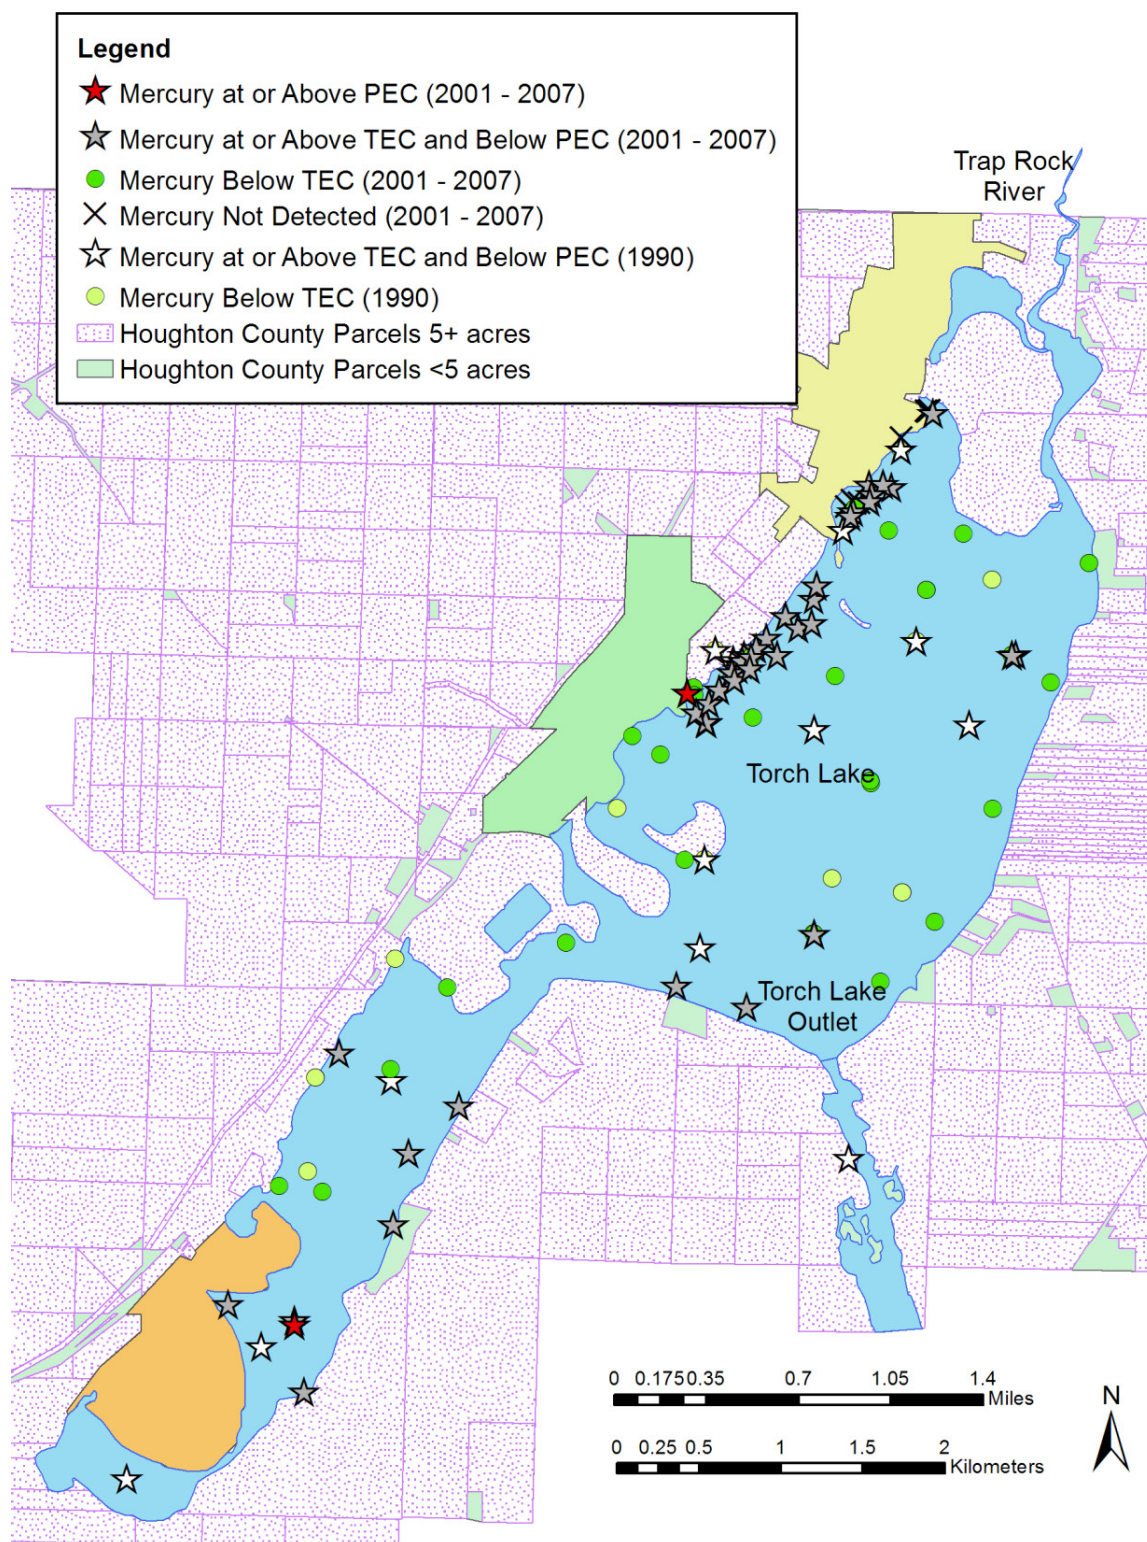 Legend
Mercury at or Above PEC (2001 - 2007)
Mercury at or Above TEC and Below PEC (2001 - 2007)
Mercury Below TEC (2001 - 2007)
Mercury Not Detected (2001 - 2007)
Mercury at or Above TEC and Below PEC (1990)
Mercury Below TEC (1990)
Houghton County Parcels 5+ acres
Houghton County Parcels <5 acres
Trap Rock
River
Torch Lake
Torch Lake
Outlet
0 0.175 0.35 0.7 1.05 1.4
Miles
0 0.25 0.5 1 1.5 2
Kilometers
N